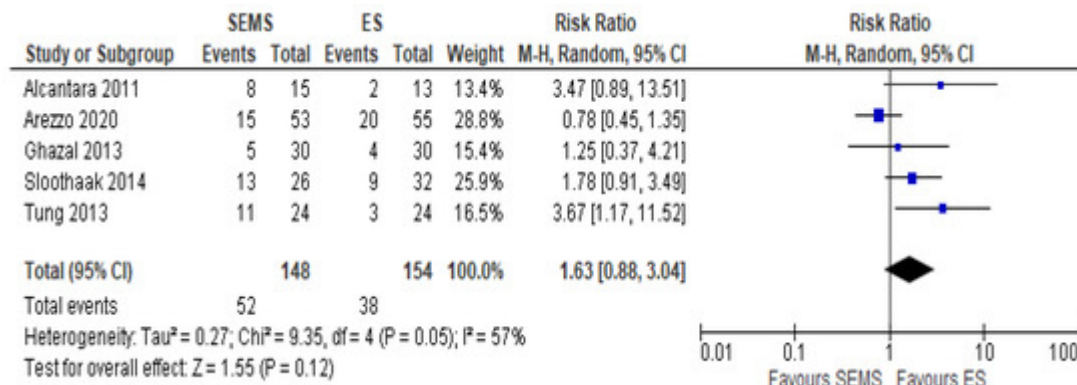 SEMS ES Risk Ratio Risk Ratio
Study or Subgroup Events Total Events Total Weight M-H, Random, 95% CI M-H, Random, 95% CI
Alcantara 2011 8 15 2 13 13.4% 3.47 [0.89, 13.51]
Arezzo 2020 15 53 20 55 28.8% 0.78 [0.45, 1.35]
Ghazal 2013 5 30 4 30 15.4% 1.25 [0.37, 4.21]
Sloothaak 2014 13 26 9 32 25.9% 1.78 [0.91, 3.49]
Tung 2013 11 24 3 24 16.5% 3.67 [1.17, 11.52]
Total (95% CI) 148 154 100.0% 1.63 [0.88, 3.04]
Total events 52 38
Heterogeneity: Tau² = 0.27; Chi² = 9.35, df = 4 (P = 0.05); I² = 57%
Test for overall effect: Z = 1.55 (P = 0.12)
0.01 0.1 1 10 100
Favours SEMS Favours ES